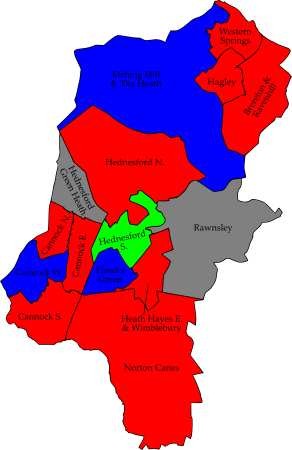 Western
Springs
Etching Hill
& The Heath
Hagley
Brereton &
Ravenhill
Hednesford N.
Hednesford
Green Heath
Rawnsley
Hednesford
S.
Cannock N.
Cannock E.
Cannock W.
Hawks
Green
Cannock S.
Heath Hayes E.
& Wimblebury
Norton Canes